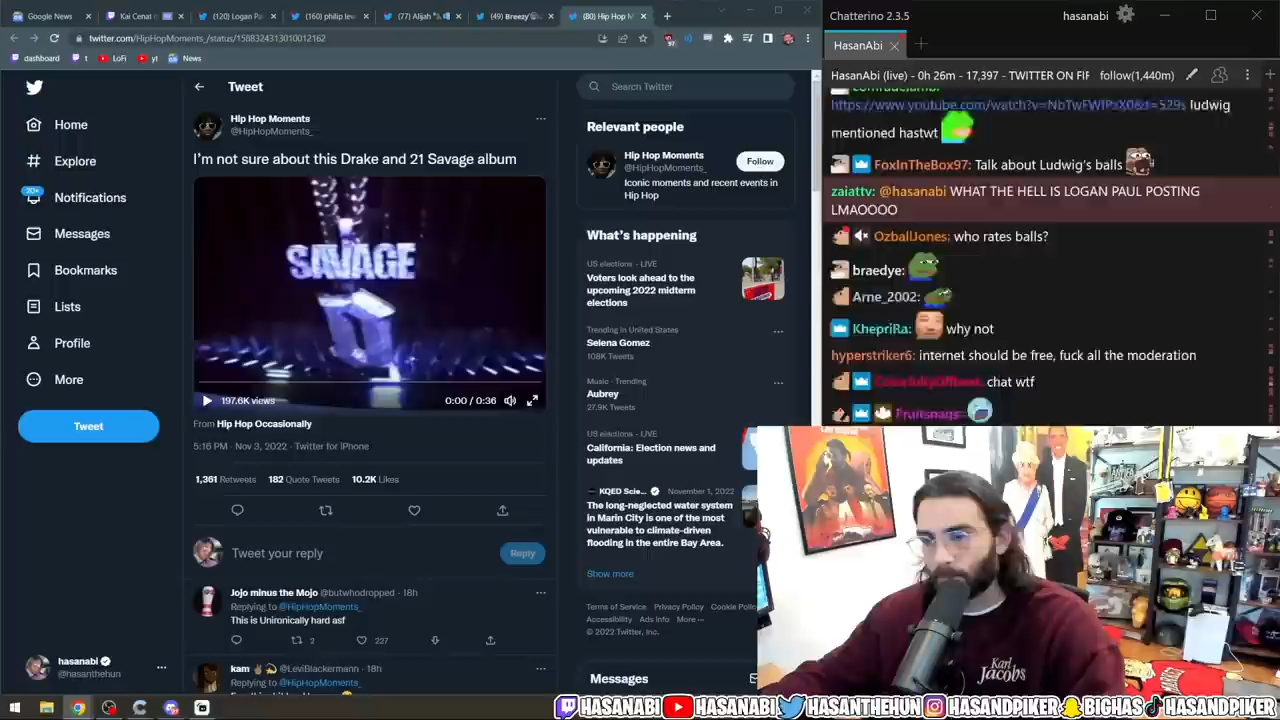 Google News
Kai Cenat m
(120) Logan Pa
(160) philip lew
(77) Alijah
(49) Breezy
(80) Hip Hop M
twitter.com/HipHopMoments_/status/1588324313010012162
dashboard
t
LoFi
yt
News
Home
Explore
20+
Notifications
Messages
Bookmarks
Lists
Profile
More
Tweet
hasanabi
@hasanthehun
Tweet
Hip Hop Moments
@HipHopMoments_
I'm not sure about this Drake and 21 Savage album
SAVAGE
197.6K views
0:00 / 0:36
From Hip Hop Occasionally
5:16 PM · Nov 3, 2022 · Twitter for iPhone
1,361 Retweets 182 Quote Tweets 10.2K Likes
Tweet your reply
Reply
Jojo minus the Mojo @butwhodropped · 18h
Replying to @HipHopMoments_
This is Unironically hard asf
2
227
kam @LeviBlackermann · 18h
Replying to @HipHopMoments_
Search Twitter
Relevant people
Hip Hop Moments
@HipHopMoments_
Follow
Iconic moments and recent events in
Hip Hop
What's happening
US elections · LIVE
Voters look ahead to the
upcoming 2022 midterm
elections
Trending in United States
Selena Gomez
108K Tweets
Music · Trending
Aubrey
27.9K Tweets
US elections · LIVE
California: Election news and
updates
KQED Scie... November 1, 2022
The long-neglected water system
in Marin City is one of the most
vulnerable to climate-driven
flooding in the entire Bay Area.
Show more
Terms of Service Privacy Policy Cookie Polic
Accessibility Ads info More ···
© 2022 Twitter, Inc.
Messages
Chatterino 2.3.5
hasanabi
HasanAbi
HasanAbi (live) - 0h 26m - 17,397 - TWITTER ON FIR
follow(1,440m)
ludwig
mentioned hastwt
FoxInTheBox97: Talk about Ludwig's balls
zaiattv: @hasanabi WHAT THE HELL IS LOGAN PAUL POSTING
LMAOOOO
OzballJones: who rates balls?
braedye:
Arne_2002:
KhepriRa: why not
hyperstriker6: internet should be free, fuck all the moderation
chat wtf
Fruitsnaqs:
Karl
Jacobs
HASANABI
HASANABI
HASANTHEHUN
HASANDPIKER
BIGHAS
HASANDPIKER